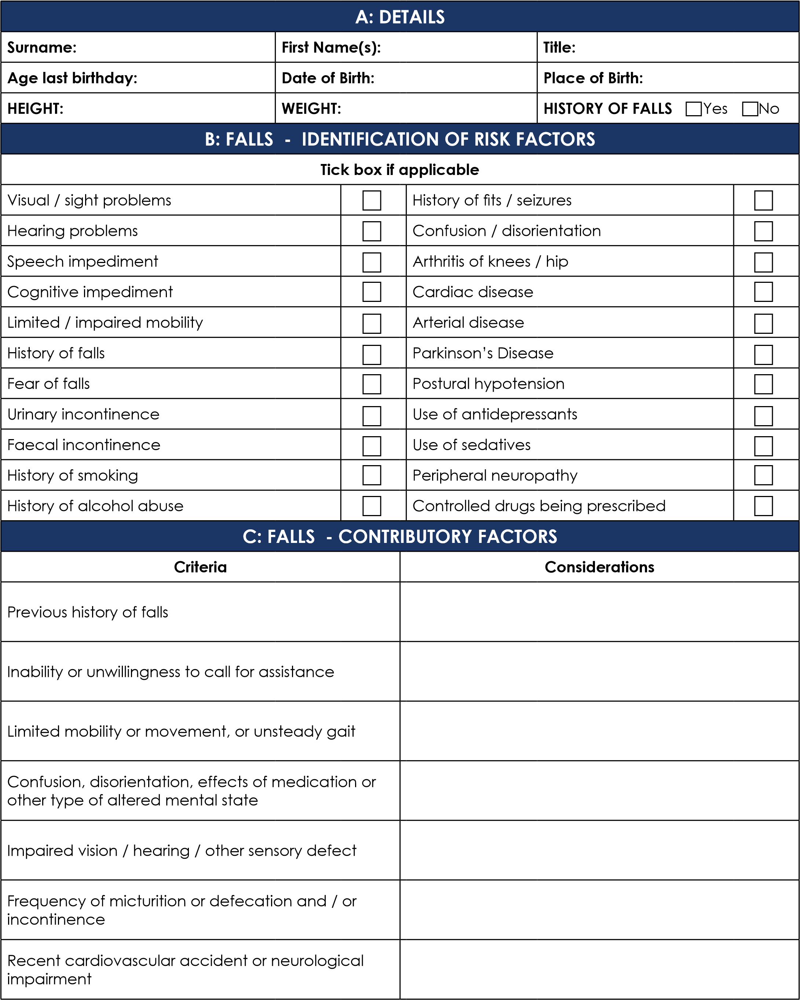 A: DETAILS
Surname: First Name(s): Title:
Age last birthday: Date of Birth: Place of Birth:
HEIGHT: WEIGHT: HISTORY OF FALLS Yes No
B: FALLS - IDENTIFICATION OF RISK FACTORS
Tick box if applicable
Visual / sight problems History of fits / seizures
Hearing problems Confusion / disorientation
Speech impediment Arthritis of knees / hip
Cognitive impediment Cardiac disease
Limited / impaired mobility Arterial disease
History of falls Parkinson’s Disease
Fear of falls Postural hypotension
Urinary incontinence Use of antidepressants
Faecal incontinence Use of sedatives
History of smoking Peripheral neuropathy
History of alcohol abuse Controlled drugs being prescribed
C: FALLS - CONTRIBUTORY FACTORS
Criteria Considerations
Previous history of falls
Inability or unwillingness to call for assistance
Limited mobility or movement, or unsteady gait
Confusion, disorientation, effects of medication or
other type of altered mental state
Impaired vision / hearing / other sensory defect
Frequency of micturition or defecation and / or
incontinence
Recent cardiovascular accident or neurological
impairment